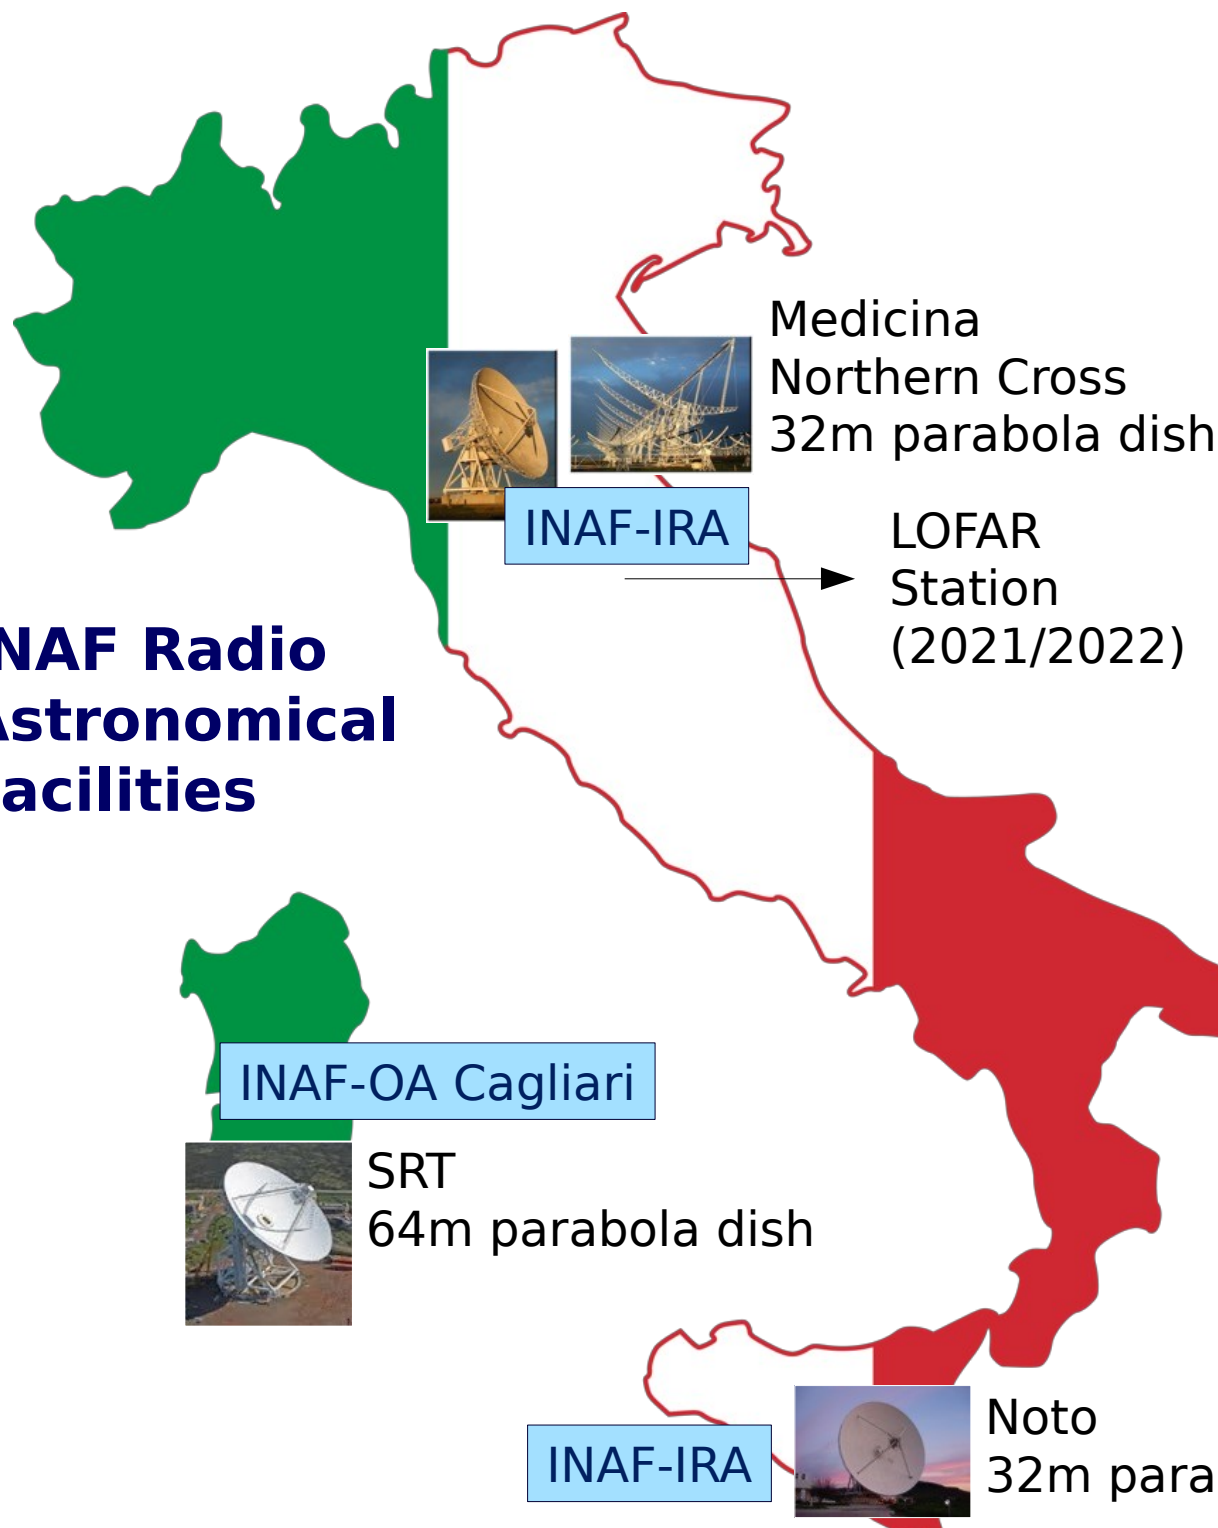 Medicina
Northern Cross
32m parabola dish
INAF-IRA
LOFAR
Station
(2021/2022)
NAF Radio
Astronomical
acilities
INAF-OA Cagliari
SRT
64m parabola dish
Noto
32m para
INAF-IRA